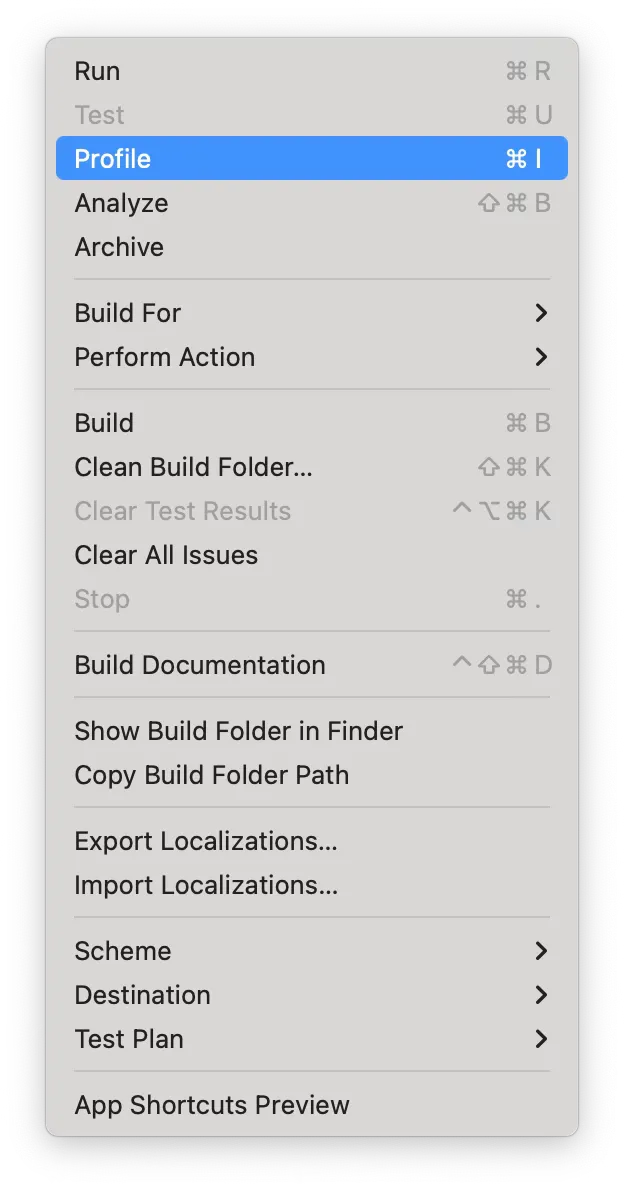 Run ⌘ R
Test ⌘ U
Profile ⌘ I
Analyze ⇧ ⌘ B
Archive
Build For
Perform Action
Build ⌘ B
Clean Build Folder...
⇧ ⌘ K
Clear Test Results ^ ⌥ ⌘ K
Clear All Issues
Stop ⌘ .
Build Documentation ^ ⇧ ⌘ D
Show Build Folder in Finder
Copy Build Folder Path
Export Localizations...
Import Localizations...
Scheme
Destination
Test Plan
App Shortcuts Preview